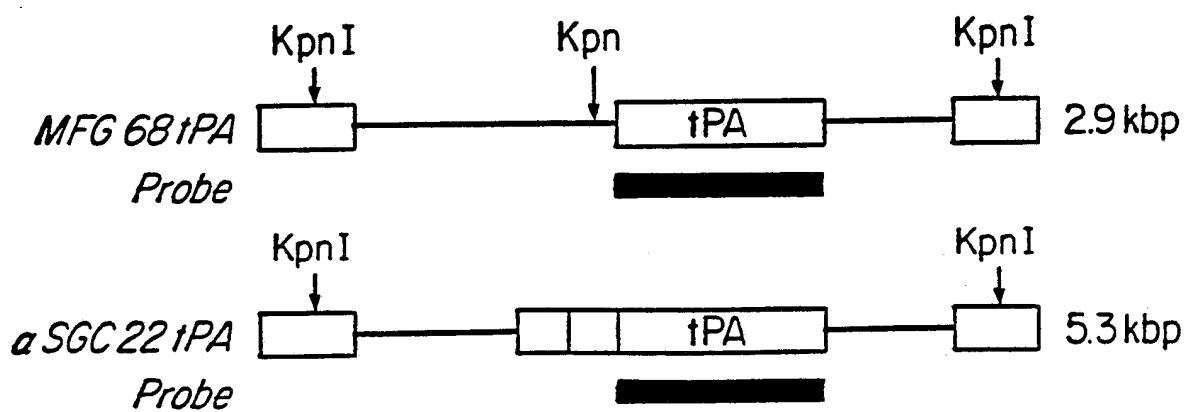 KpnI Kpn KpnI
MFG 68 tPA tPA 2.9 kbp
Probe
KpnI KpnI
α SGC 22 tPA tPA 5.3 kbp
Probe